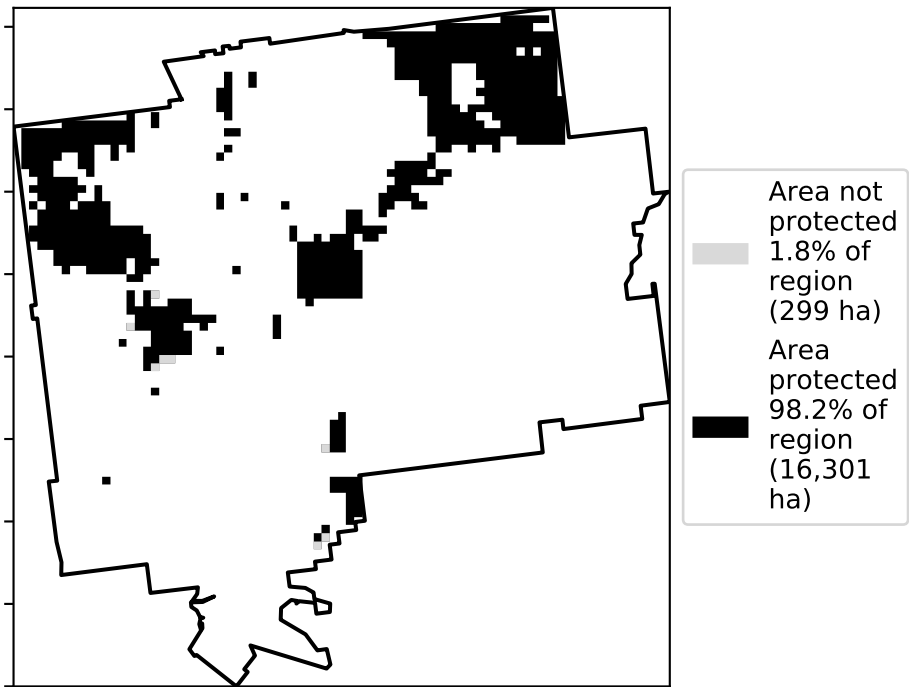 Area not
protected
1.8% of
region
(299 ha)
Area
protected
98.2% of
region
(16,301
ha)